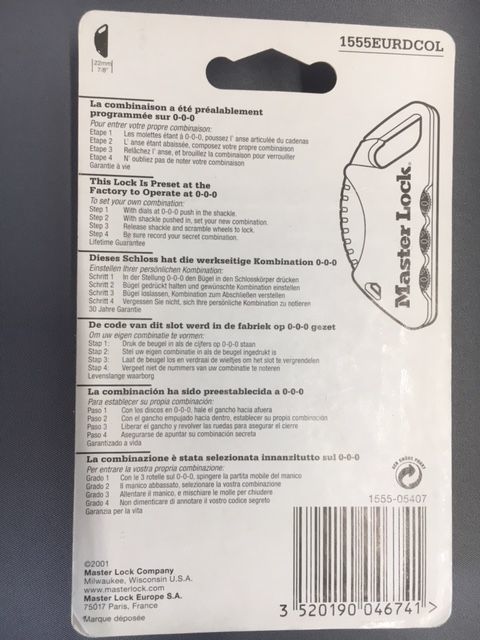 1555EURDCOL
22mm
7/8"
La combinaison a été préalablement
programmée sur 0-0-0
Pour entrer votre propre combinaison:
Etape 1 Les molettes étant à 0-0-0, poussez l' anse articulée du cadenas
Etape 2 L' anse étant abaissée, composez votre propre combinaison
Etape 3 Relâchez l' anse, et brouillez la combinaison pour verrouiller
Etape 4 N' oubliez pas de noter votre combinaison
Garantie à vie
This Lock Is Preset at the
Factory to Operate at 0-0-0
To set your own combination:
Step 1 With dials at 0-0-0 push in the shackle.
Step 2 With shackle pushed in, set your new combination.
Step 3 Release shackle and scramble wheels to lock.
Step 4 Be sure record your secret combination.
Lifetime Guarantee
Master Lock®
Dieses Schloss hat die werkseitige Kombination 0-0-0
Einstellen Ihrer persönlichen Kombination:
Schritt 1 In der Stellung 0-0-0 den Bügel in den Schlosskörper drücken
Schritt 2 Bügel gedrückt halten und gewünschte Kombination einstellen
Schritt 3 Bügel loslassen, Kombination zum Abschließen verstellen
Schritt 4 Vergessen Sie nicht, sich Ihre persönliche Kombination zu notieren
30 Jahre Garantie
De code van dit slot werd in de fabriek op 0-0-0 gezet
Om uw eigen combinatie te vormen:
Stap 1: Druk de beugel in als de cijfers op 0-0-0 staan
Stap 2: Stel uw eigen combinatie in als de beugel ingedrukt is
Stap 3: Laat de beugel los en verdraai de wieltjes om het slot te vergrendelen
Stap 4: Vergeet niet de nummers van uw combinatie te noteren
Levenslange waarborg
La combinación ha sido preestablecida a 0-0-0
Para establecer su propia combinación:
Paso 1 Con los discos en 0-0-0, hale el gancho hacia afuera
Paso 2 Con el gancho empujado hacia dentro, establecer su propia combinación
Paso 3 Liberar el gancho y revolver las ruedas para asegurar el cierre
Paso 4 Asegurarse de apuntar su combinación secreta
Garantizado a vida
La combinazione è stata selezionata innanzitutto sul 0-0-0
Per entrare la vostra propria combinazione:
Grado 1 Con le 3 rotelle sul 0-0-0, spingere la partita mobile del manico
Grado 2 Il manico abbassato, selezionare la vostra combinazione
Grado 3 Allentare il manico, e mischiare le molle per chiudere
Grado 4 Non dimenticare di annotare il vostro codice segreto
Garanzia per la vita
DER GRÜNE PUNKT
1555-05407
©2001
Master Lock Company
Milwaukee, Wisconsin U.S.A.
www.masterlock.com
Master Lock Europe S.A.
75017 Paris, France
Marque déposée
3 520190 046741 >